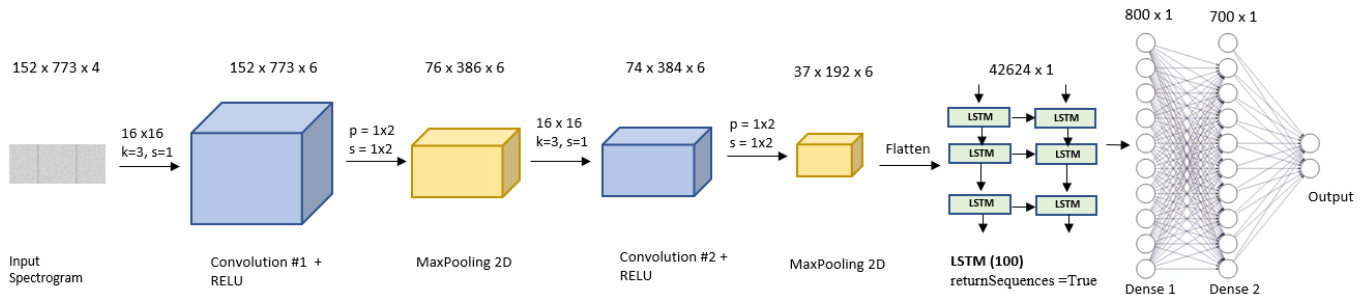 152 x 773 x 4
16 x16
k=3, s=1
Input
Spectrogram
152 x 773 x 6
Convolution #1 +
RELU
p = 1x2
s = 1x2
76 x 386 x 6
MaxPooling 2D
16 x 16
k=3, s=1
74 x 384 x 6
Convolution #2 +
RELU
p = 1x2
s = 1x2
37 x 192 x 6
MaxPooling 2D
Flatten
42624 x 1
LSTM LSTM
LSTM LSTM
LSTM LSTM
LSTM (100)
returnSequences =True
800 x 1
Dense 1
700 x 1
Dense 2
Output